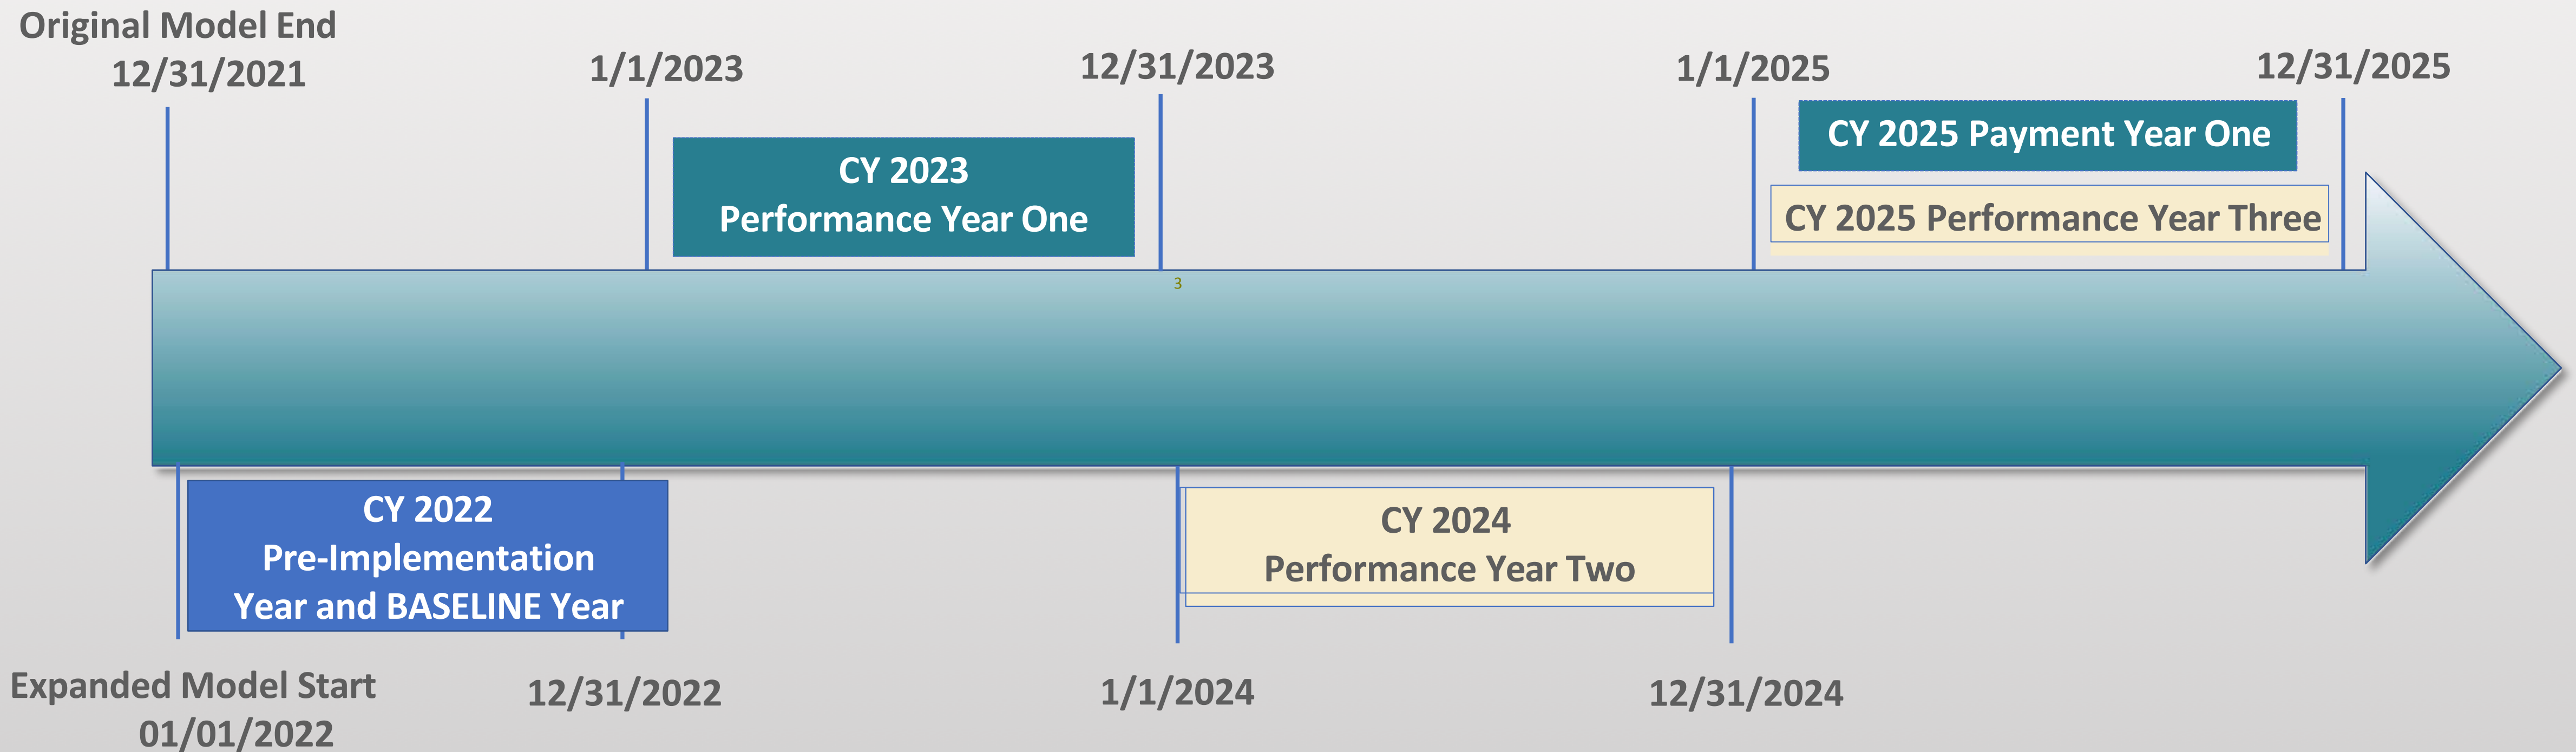 Original Model End
12/31/2021
1/1/2023
12/31/2023
1/1/2025
12/31/2025
CY 2023
Performance Year One
CY 2025 Payment Year One
CY 2025 Performance Year Three
3
CY 2022
Pre-Implementation
Year and BASELINE Year
CY 2024
Performance Year Two
Expanded Model Start
01/01/2022
12/31/2022
1/1/2024
12/31/2024